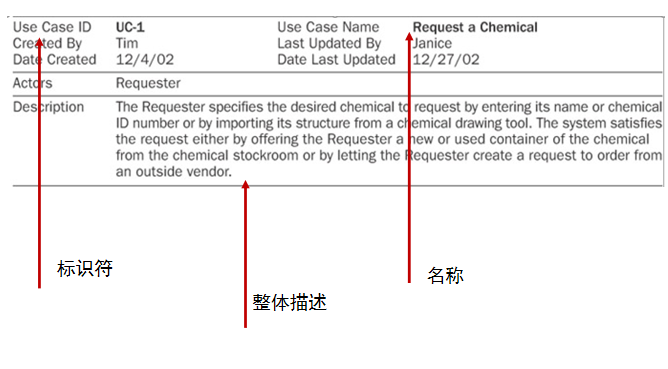 Use Case ID UC-1 Use Case Name Request a Chemical
Created By Tim Last Updated By Janice
Date Created 12/4/02 Date Last Updated 12/27/02
Actors Requester
Description The Requester specifies the desired chemical to request by entering its name or chemical
ID number or by importing its structure from a chemical drawing tool. The system satisfies
the request either by offering the Requester a new or used container of the chemical
from the chemical stockroom or by letting the Requester create a request to order from
an outside vendor.
标识符
名称
整体描述